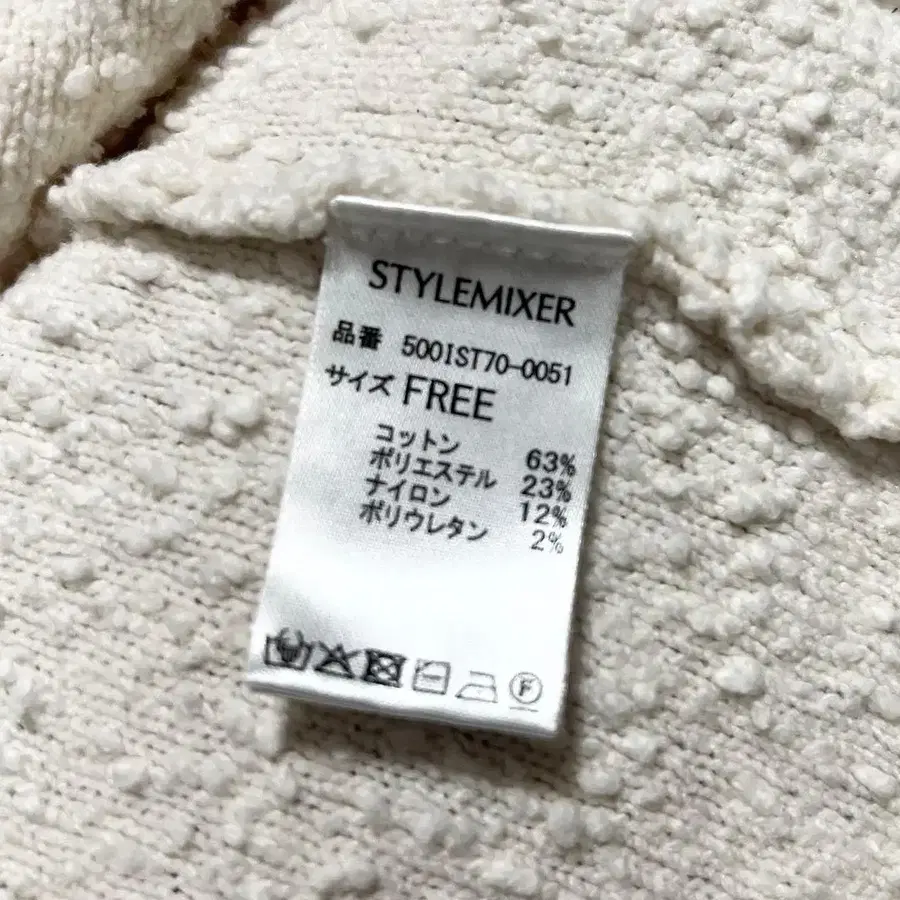 STYLEMIXER
品番 500IST70-0051
サイズ FREE
コットン 63%
ポリエステル 23%
ナイロン 12%
ポリウレタン 2%
F